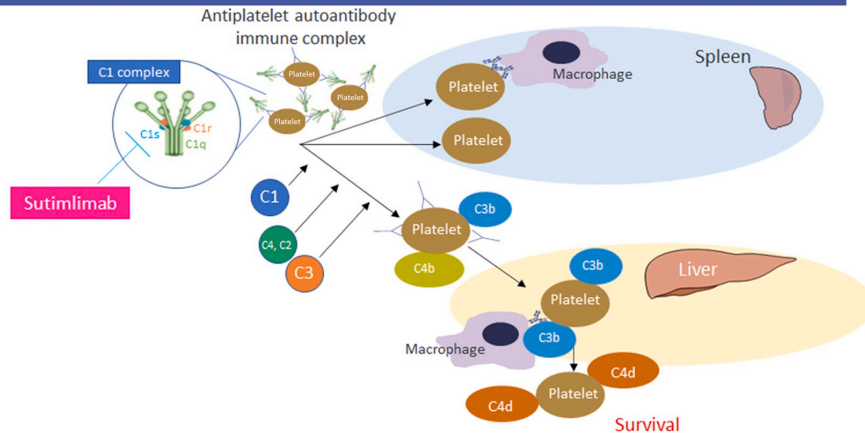 Antiplatelet autoantibody
immune complex
C1 complex
C1s
C1r
C1q
Sutimlimab
Platelet
Platelet
Platelet
Platelet
Macrophage
Spleen
Platelet
C1
C4, C2
C3
C3b
Platelet
C4b
C3b
Liver
Platelet
C3b
Macrophage
C4d
Platelet
C4d
Survival